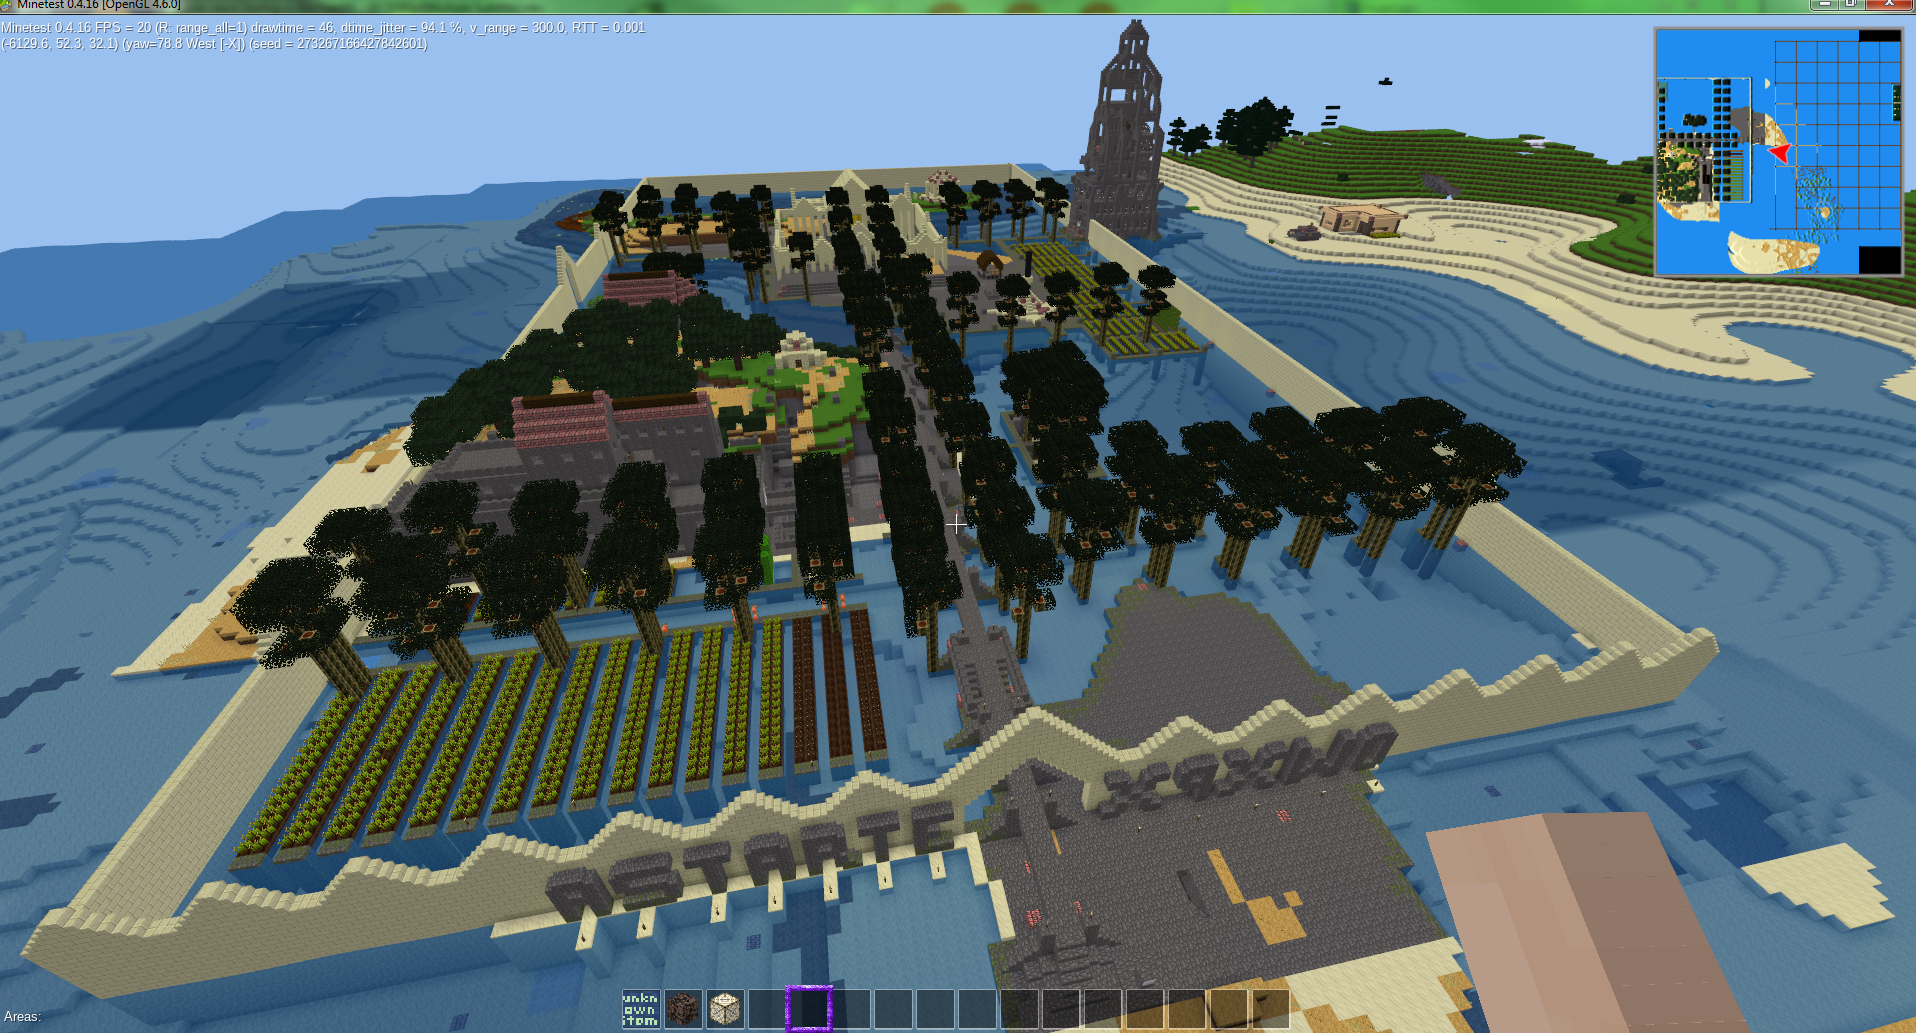 Minetest 0.4.16 [OpenGL 4.6.0]
Minetest 0.4.16 FPS = 20 (R: range_all=1) drawtime = 46, dtime_jitter = 94.1 %, v_range = 300.0, RTT = 0.001
(-6129.6, 52.3, 32.1) (yaw=78.8 West [-X]) (seed = 273267166427842601)
ASTARTE
unkn
own
item
Areas: